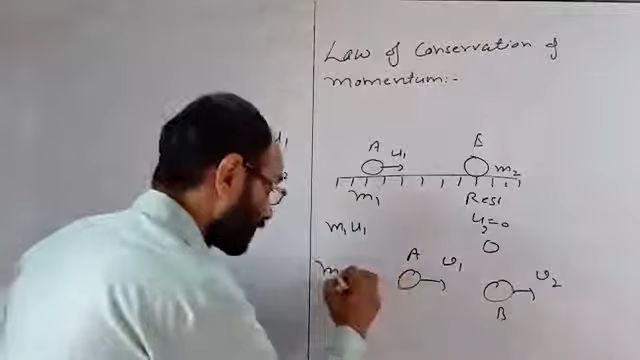 Law of Conservation of
momentum:-
A u₁ B m₂
m₁ Rest
m₁u₁ u₂=0
A v₁ v₂
m B